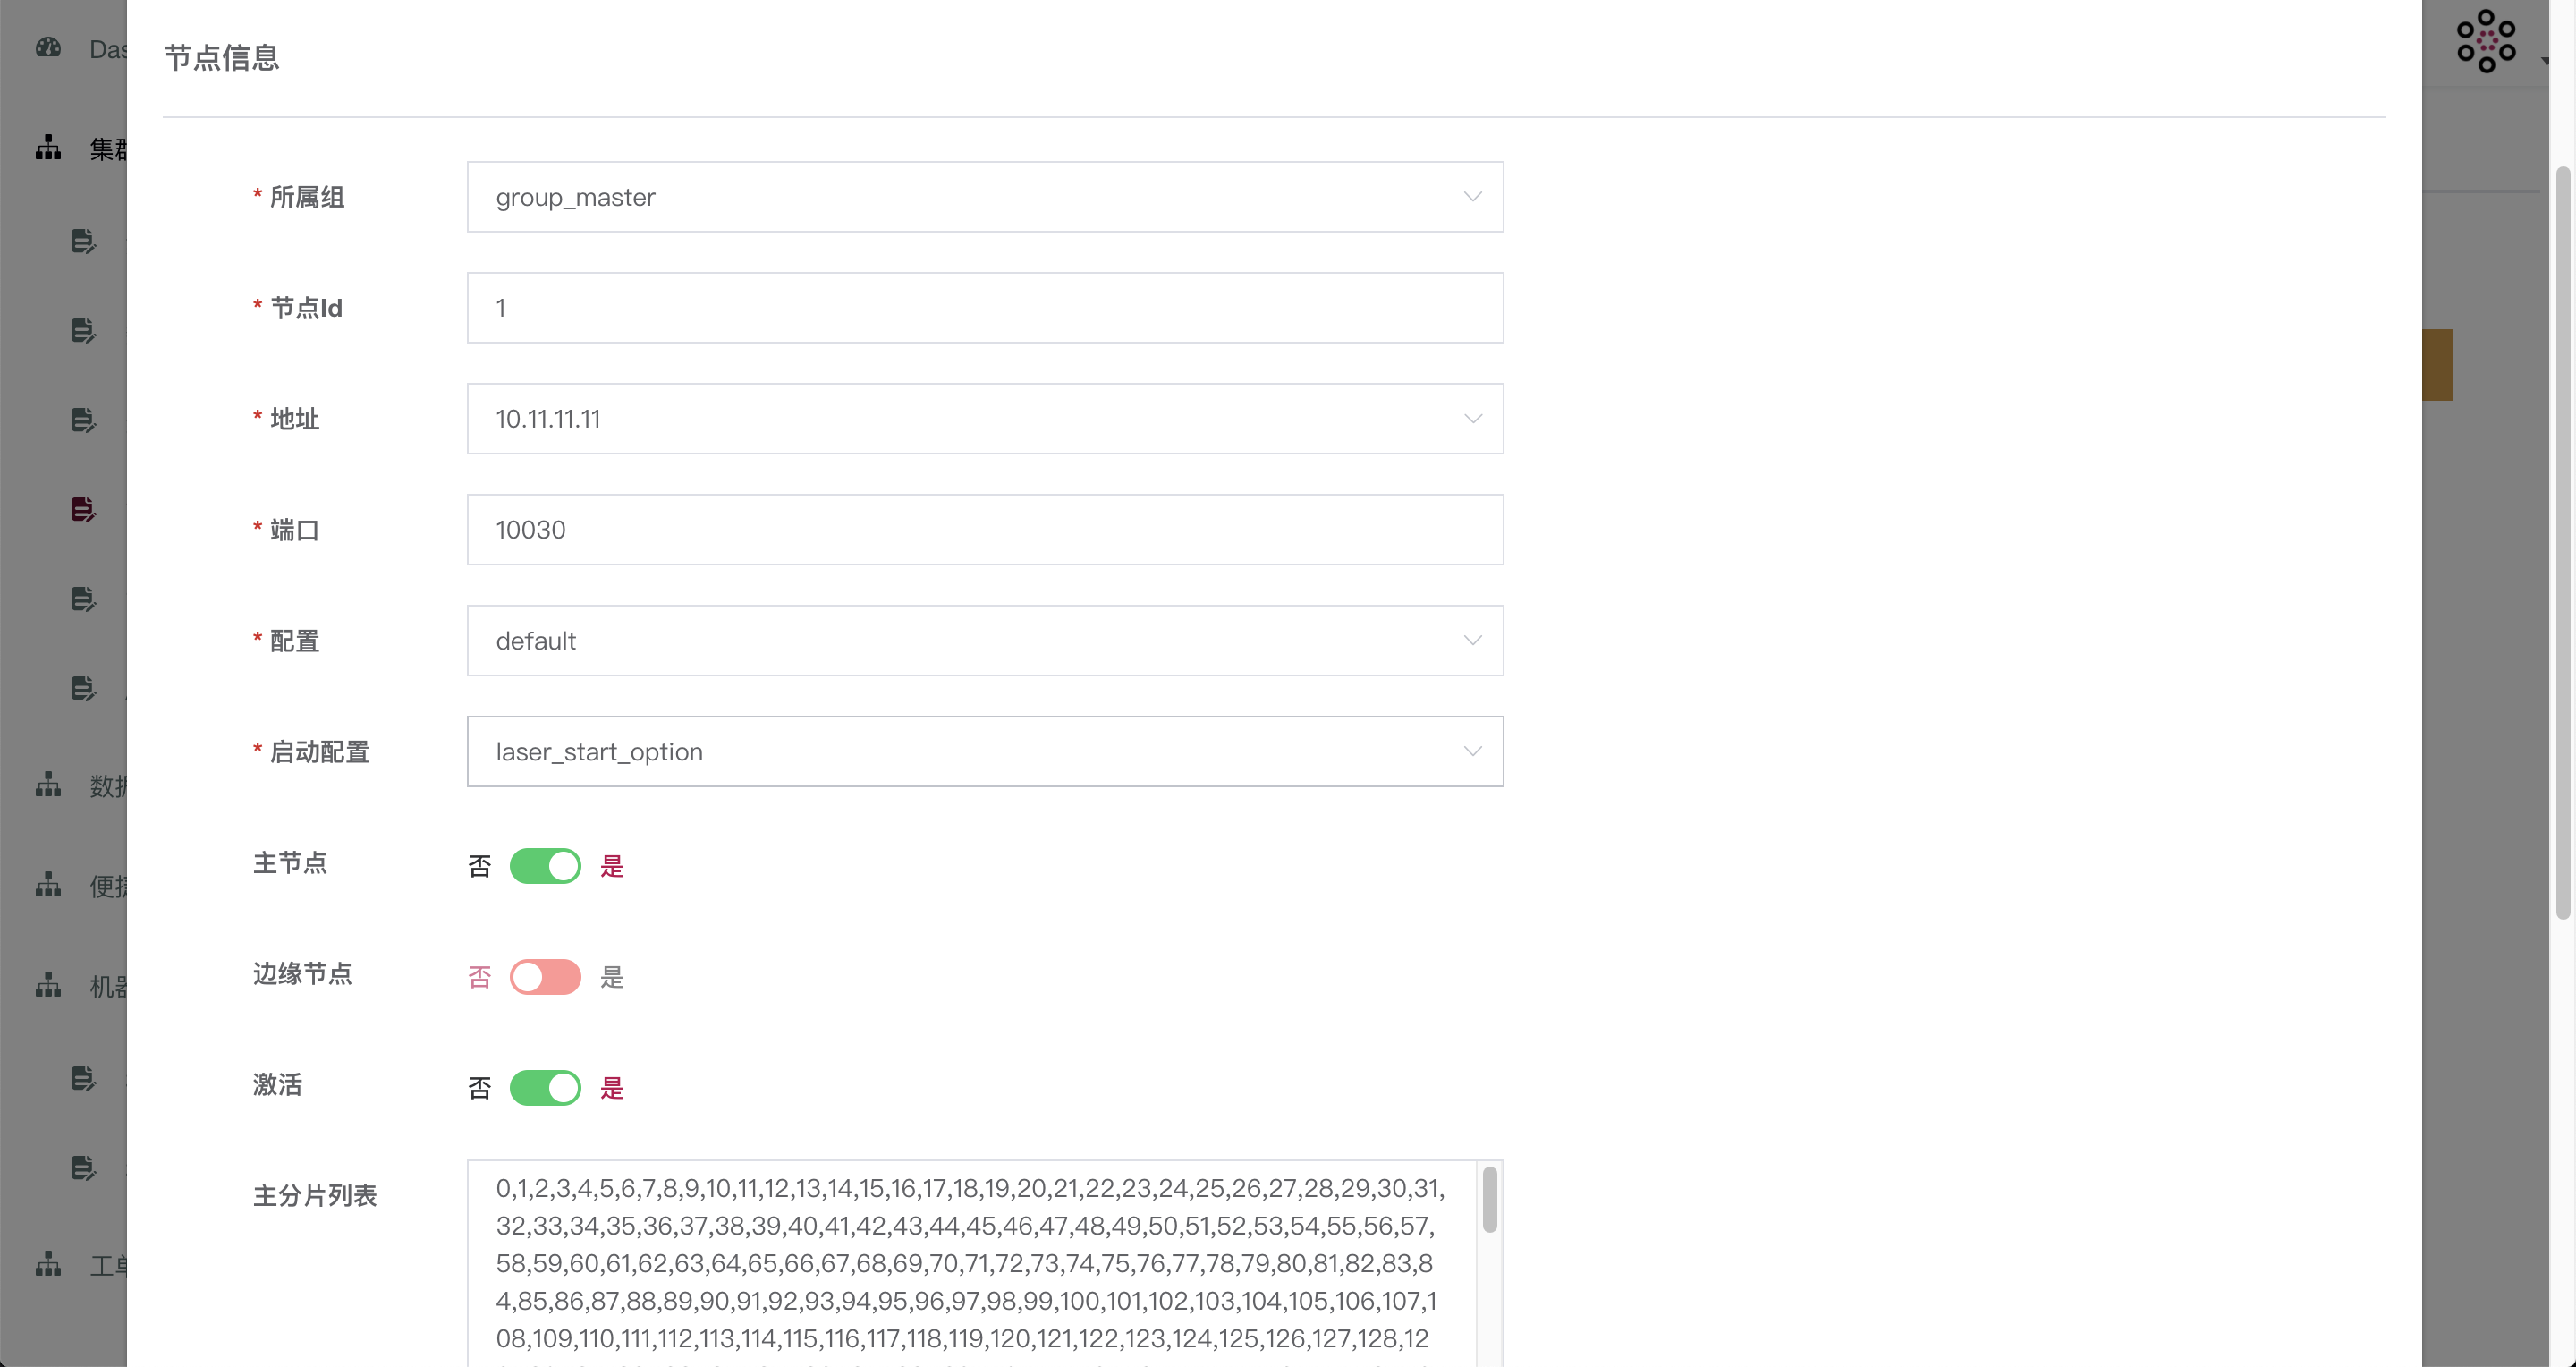 节点信息
Das
集群
* 所属组
group_master
* 节点Id
1
* 地址
10.11.11.11
* 端口
10030
* 配置
default
* 启动配置
laser_start_option
主节点
否 是
边缘节点
否 是
激活
否 是
主分片列表
0,1,2,3,4,5,6,7,8,9,10,11,12,13,14,15,16,17,18,19,20,21,22,23,24,25,26,27,28,29,30,31,
32,33,34,35,36,37,38,39,40,41,42,43,44,45,46,47,48,49,50,51,52,53,54,55,56,57,
58,59,60,61,62,63,64,65,66,67,68,69,70,71,72,73,74,75,76,77,78,79,80,81,82,83,8
4,85,86,87,88,89,90,91,92,93,94,95,96,97,98,99,100,101,102,103,104,105,106,107,1
08,109,110,111,112,113,114,115,116,117,118,119,120,121,122,123,124,125,126,127,128,12
数据
便捷
机器
工单